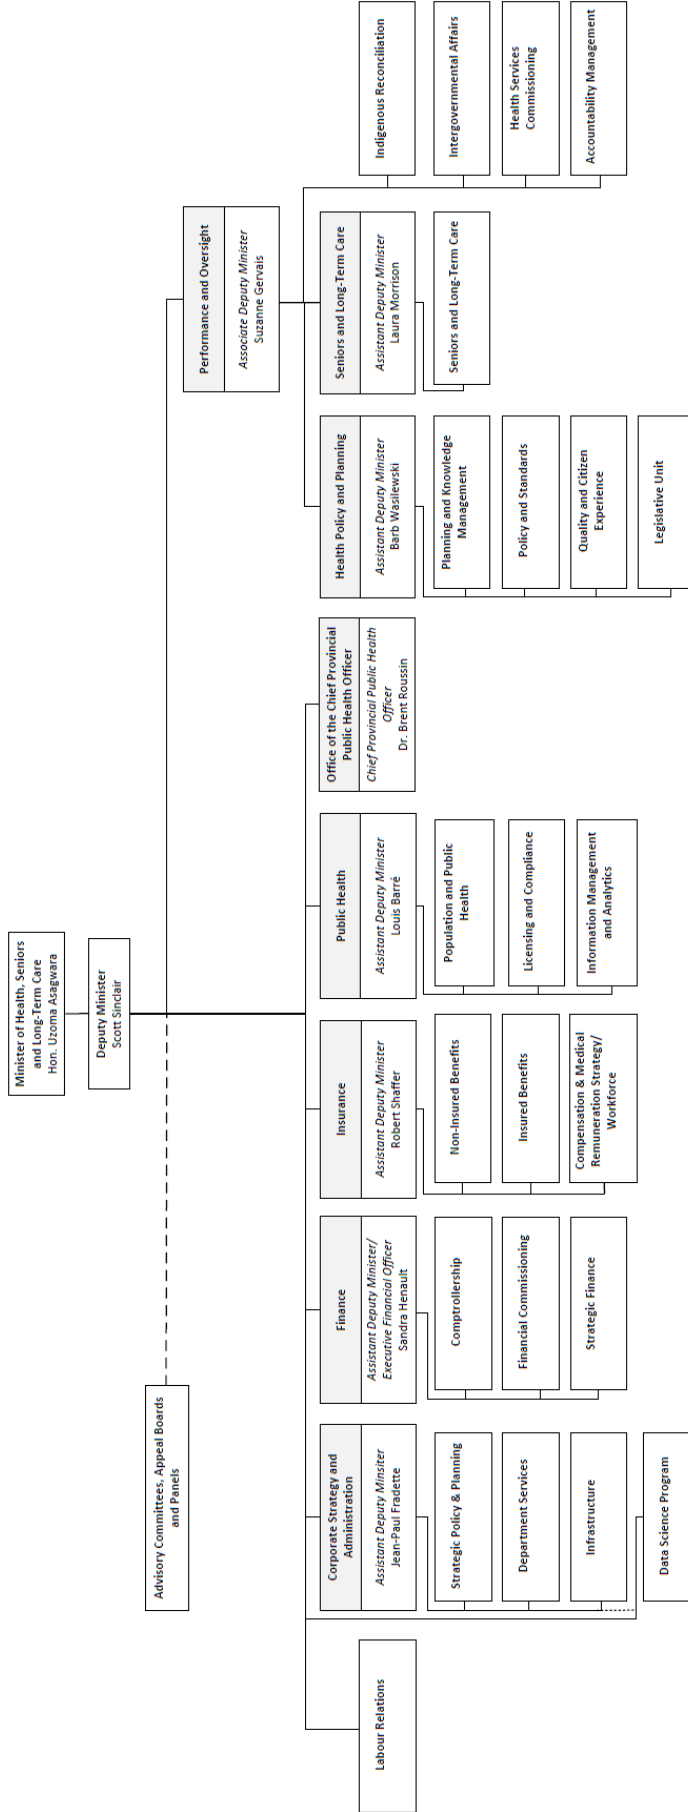 Minister of Health, Seniors
and Long-Term Care
Hon. Uzoma Asagwara
Deputy Minister
Scott Sinclair
Advisory Committees, Appeal Boards
and Panels
Performance and Oversight
Associate Deputy Minister
Suzanne Gervais
Labour Relations
Corporate Strategy and
Administration
Assistant Deputy Minsiter
Jean-Paul Fradette
Strategic Policy & Planning
Department Services
Infrastructure
Data Science Program
Finance
Assistant Deputy Minister/
Executive Financial Officer
Sandra Henault
Comptrollership
Financial Commissioning
Strategic Finance
Insurance
Assistant Deputy Minister
Robert Shaffer
Non-Insured Benefits
Insured Benefits
Compensation & Medical
Remuneration Strategy/
Workforce
Public Health
Assistant Deputy Minister
Louis Barré
Population and Public
Health
Licensing and Compliance
Information Management
and Analytics
Office of the Chief Provincial
Public Health Officer
Chief Provincial Public Health
Officer
Dr. Brent Roussin
Health Policy and Planning
Assistant Deputy Minister
Barb Wasilewski
Planning and Knowledge
Management
Policy and Standards
Quality and Citizen
Experience
Legislative Unit
Seniors and Long-Term Care
Assistant Deputy Minister
Laura Morrison
Seniors and Long-Term Care
Indigenous Reconciliation
Intergovernmental Affairs
Health Services
Commissioning
Accountability Management